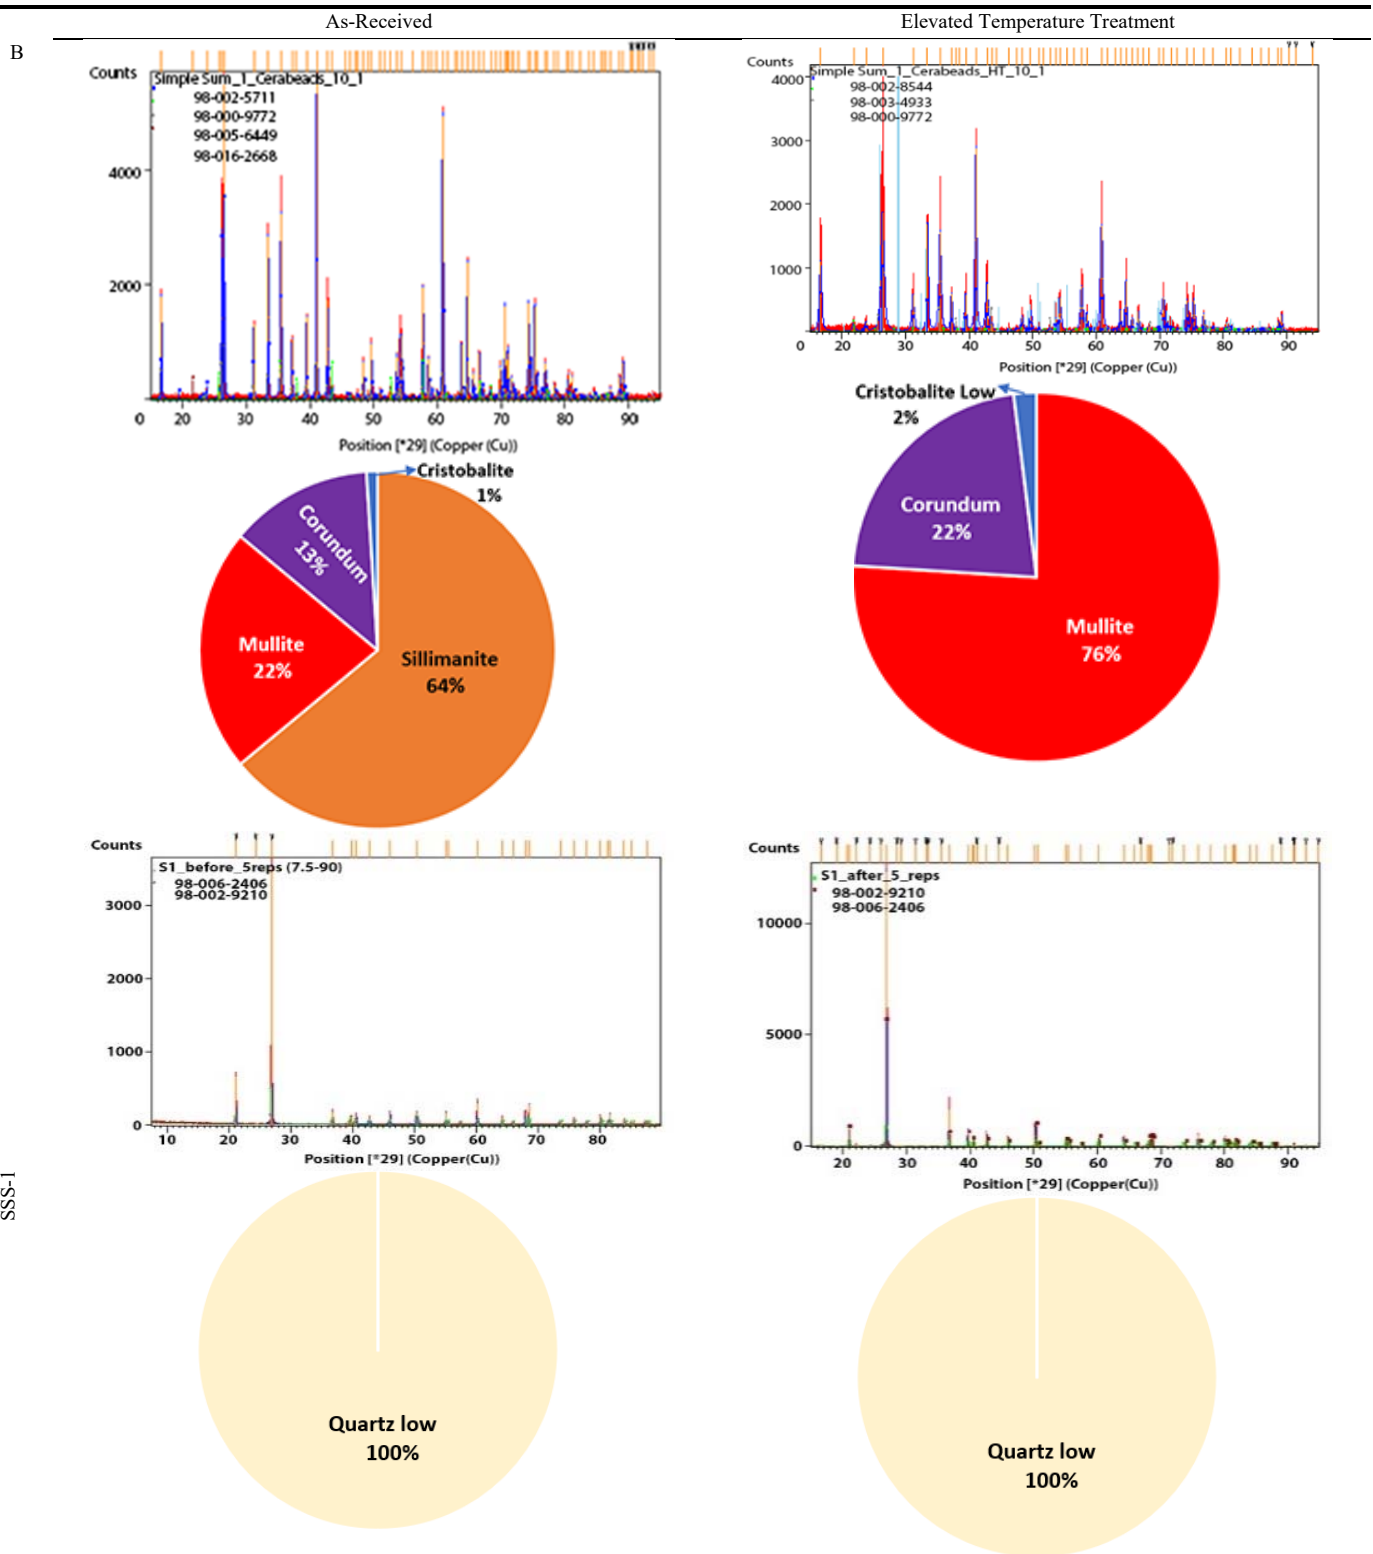 As-Received
Elevated Temperature Treatment
B
Counts
Simple Sum_1_Cerabeads_10_1
98-002-5711
98-000-9772
98-005-6449
98-016-2668
4000
2000
0 20 30 40 50 60 70 80 90
Position [*29] (Copper (Cu))
Counts
Simple Sum_1_Cerabeads_HT_10_1
98-002-8544
98-003-4933
98-000-9772
4000
3000
2000
1000
0
0 20 30 40 50 60 70 80 90
Position [*29] (Copper (Cu))
Cristobalite
1%
Corundum
13%
Mullite
22%
Sillimanite
64%
Cristobalite Low
2%
Corundum
22%
Mullite
76%
SSS-1
Counts
S1_before_5reps (7.5-90)
98-006-2406
98-002-9210
3000
2000
1000
0
10 20 30 40 50 60 70 80
Position [*29] (Copper(Cu))
Counts
S1_after_5_reps
98-002-9210
98-006-2406
10000
5000
0
20 30 40 50 60 70 80 90
Position [*29] (Copper(Cu))
Quartz low
100%
Quartz low
100%